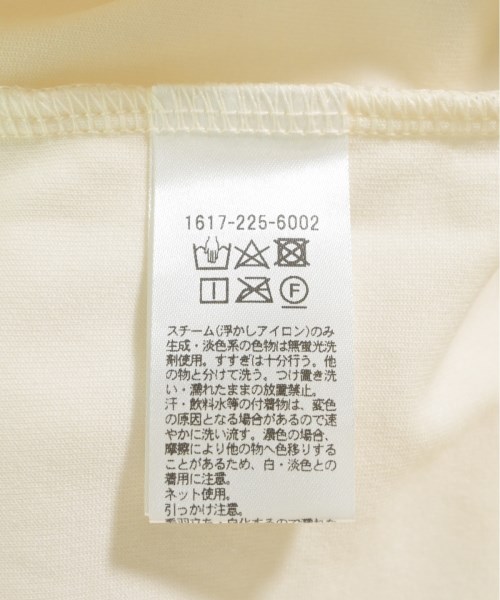 1617-225-6002
F
スチーム(浮かしアイロン)のみ
生成・淡色系の色物は無蛍光洗
剤使用。すすぎは十分行う。他
の物と分けて洗う。つけ置き洗
い・濡れたままの放置禁止。
汗・飲料水等の付着物は、変色
の原因となる場合があるので速
やかに洗い流す。濃色の場合、
摩擦により他の物へ色移りする
ことがあるため、白・淡色との
着用に注意。
ネット使用。
引っかけ注意。